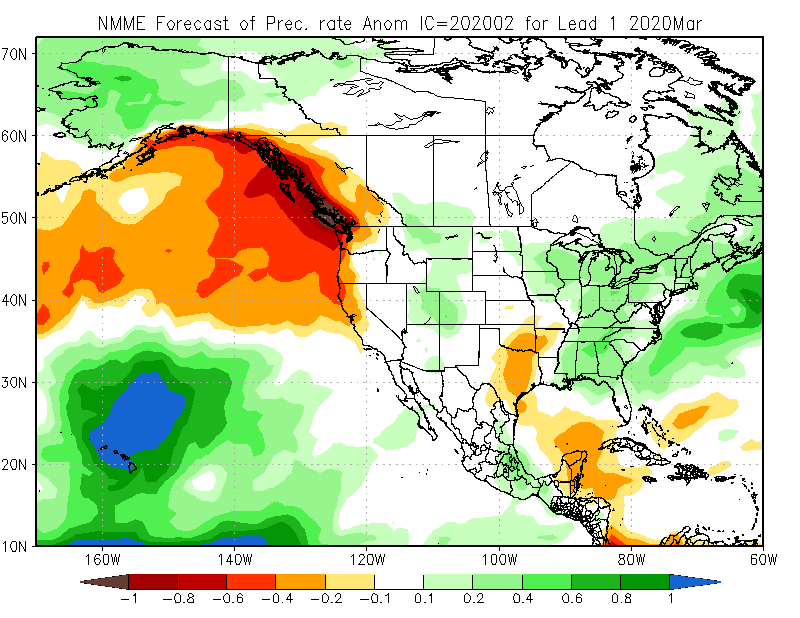 NMME Forecast of Prec. rate Anom IC=202002 for Lead 1 2020Mar
70N
60N
50N
40N
30N
20N
10N
160W 140W 120W 100W 80W 60W
-1 -0.8 -0.6 -0.4 -0.2 -0.1 0.1 0.2 0.4 0.6 0.8 1